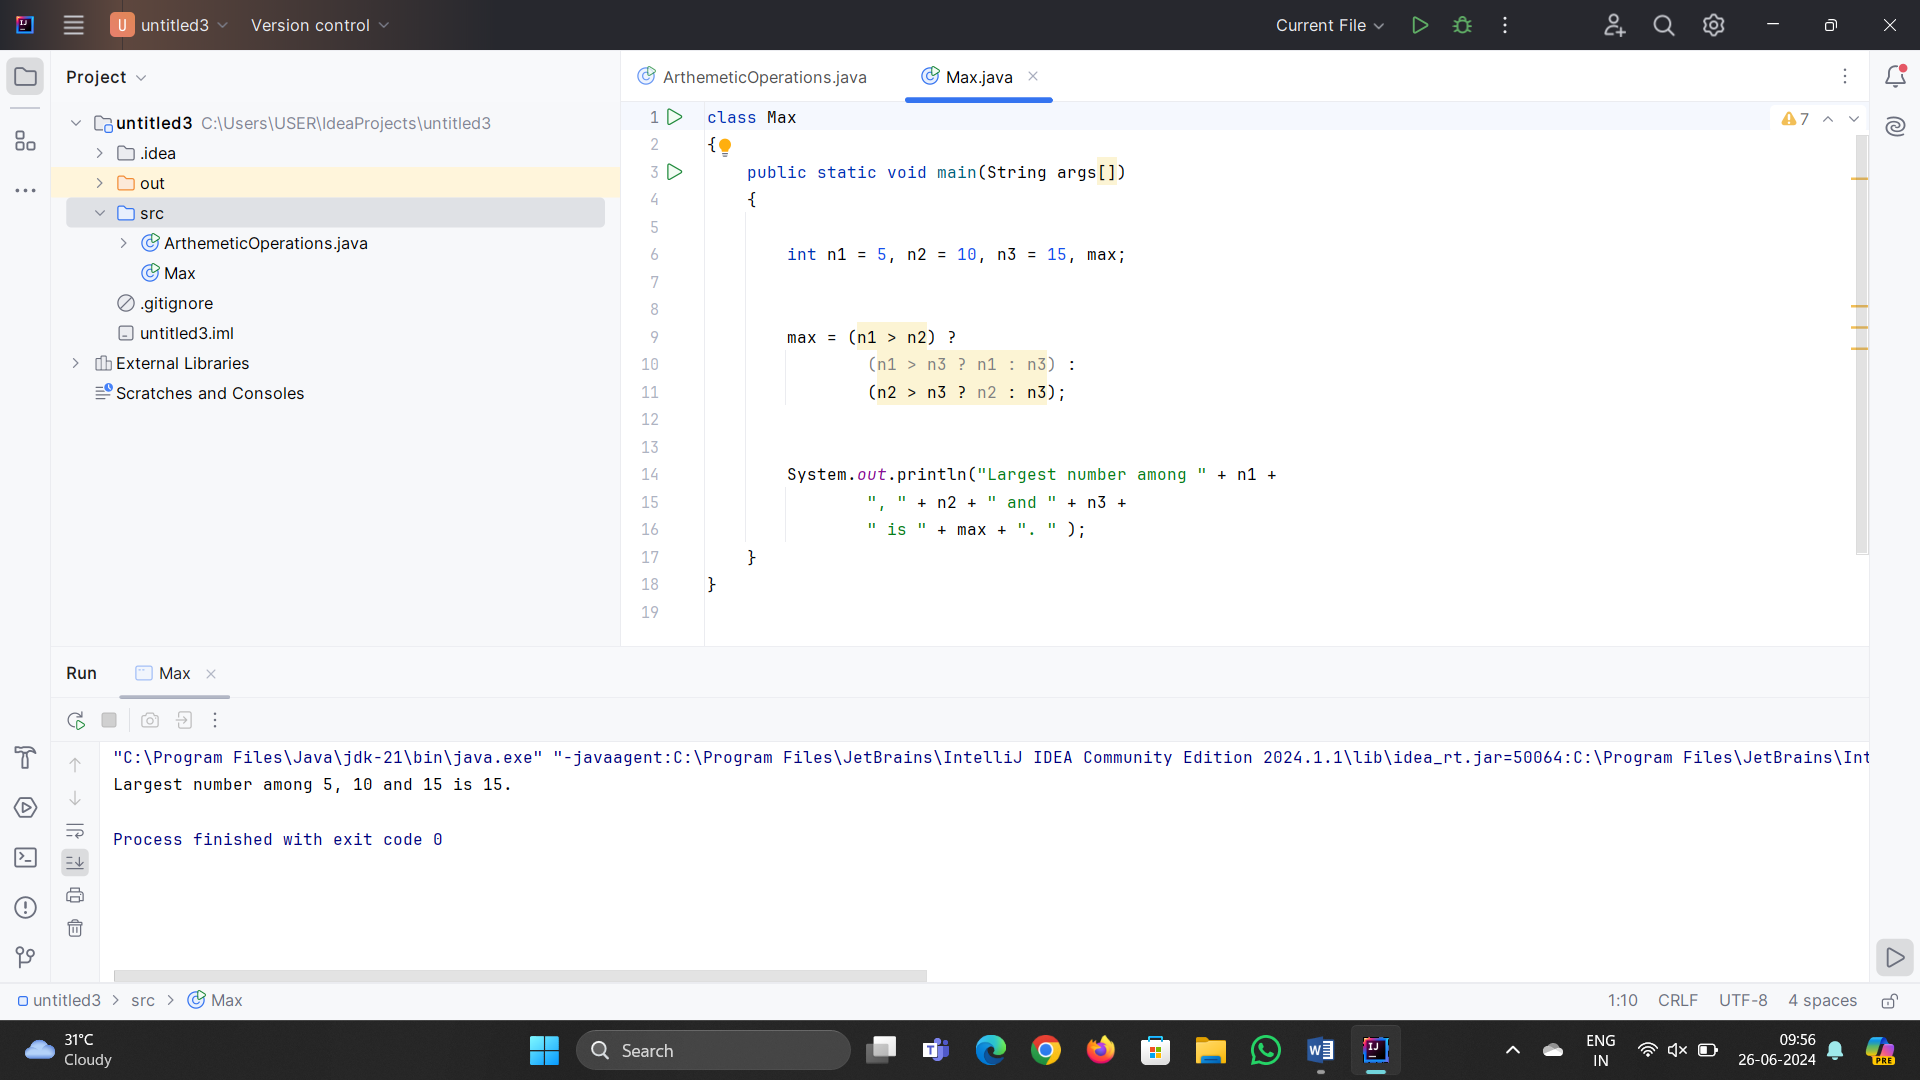 U untitled3 Version control Current File
Project
untitled3 C:\Users\USER\IdeaProjects\untitled3
.idea
out
src
ArthemeticOperations.java
Max
.gitignore
untitled3.iml
External Libraries
Scratches and Consoles
ArthemeticOperations.java Max.java
7
1 class Max
2 {
3 public static void main(String args[])
4 {
5
6 int n1 = 5, n2 = 10, n3 = 15, max;
7
8
9 max = (n1 > n2) ?
10 (n1 > n3 ? n1 : n3) :
11 (n2 > n3 ? n2 : n3);
12
13
14 System.out.println("Largest number among " + n1 +
15 ", " + n2 + " and " + n3 +
16 " is " + max + ". " );
17 }
18 }
19
Run Max
"C:\Program Files\Java\jdk-21\bin\java.exe" "-javaagent:C:\Program Files\JetBrains\IntelliJ IDEA Community Edition 2024.1.1\lib\idea_rt.jar=50064:C:\Program Files\JetBrains\Int
Largest number among 5, 10 and 15 is 15.
Process finished with exit code 0
untitled3 > src > Max 1:10 CRLF UTF-8 4 spaces
31°C
Cloudy
Search
ENG
IN
09:56
26-06-2024
PRE